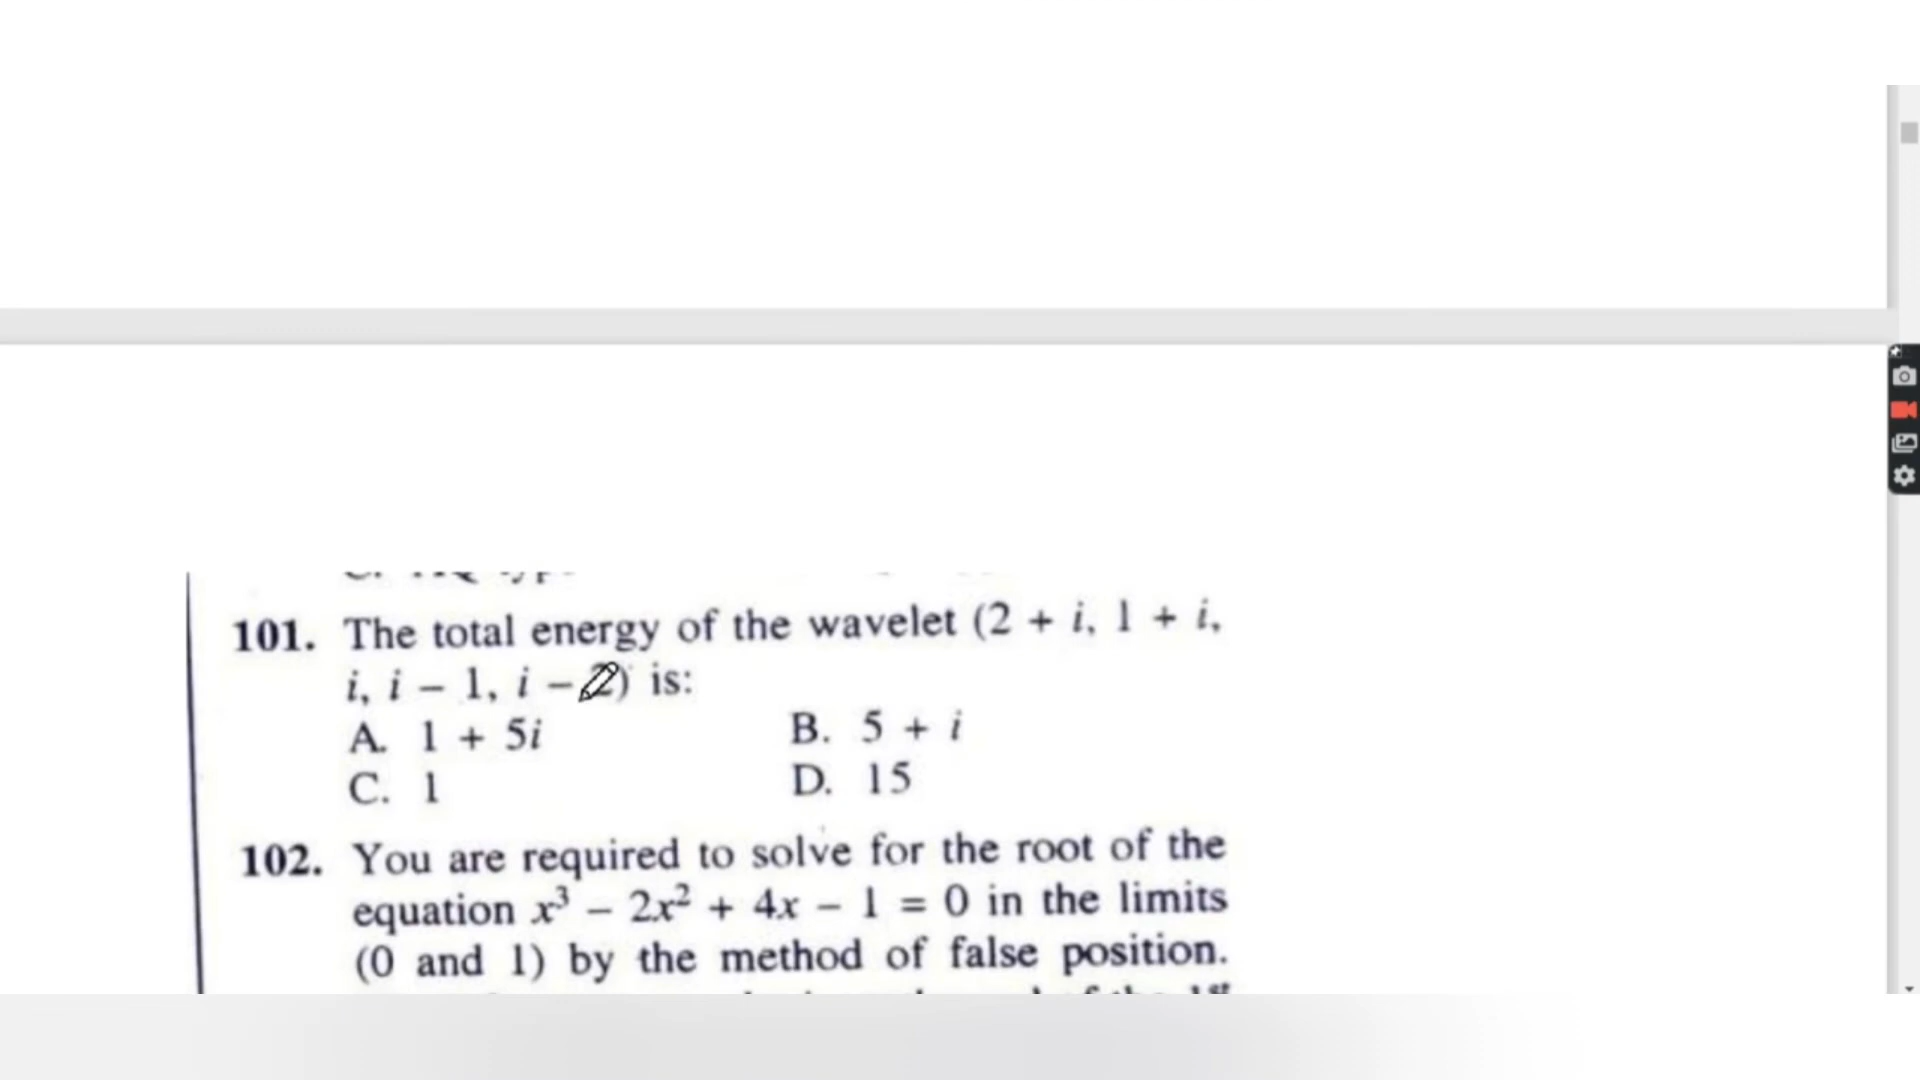 101. The total energy of the wavelet (2 + i, 1 + i,
i, i – 1, i – 2) is:
A. 1 + 5i B. 5 + i
C. 1 D. 15
102. You are required to solve for the root of the
equation x³ – 2x² + 4x – 1 = 0 in the limits
(0 and 1) by the method of false position.